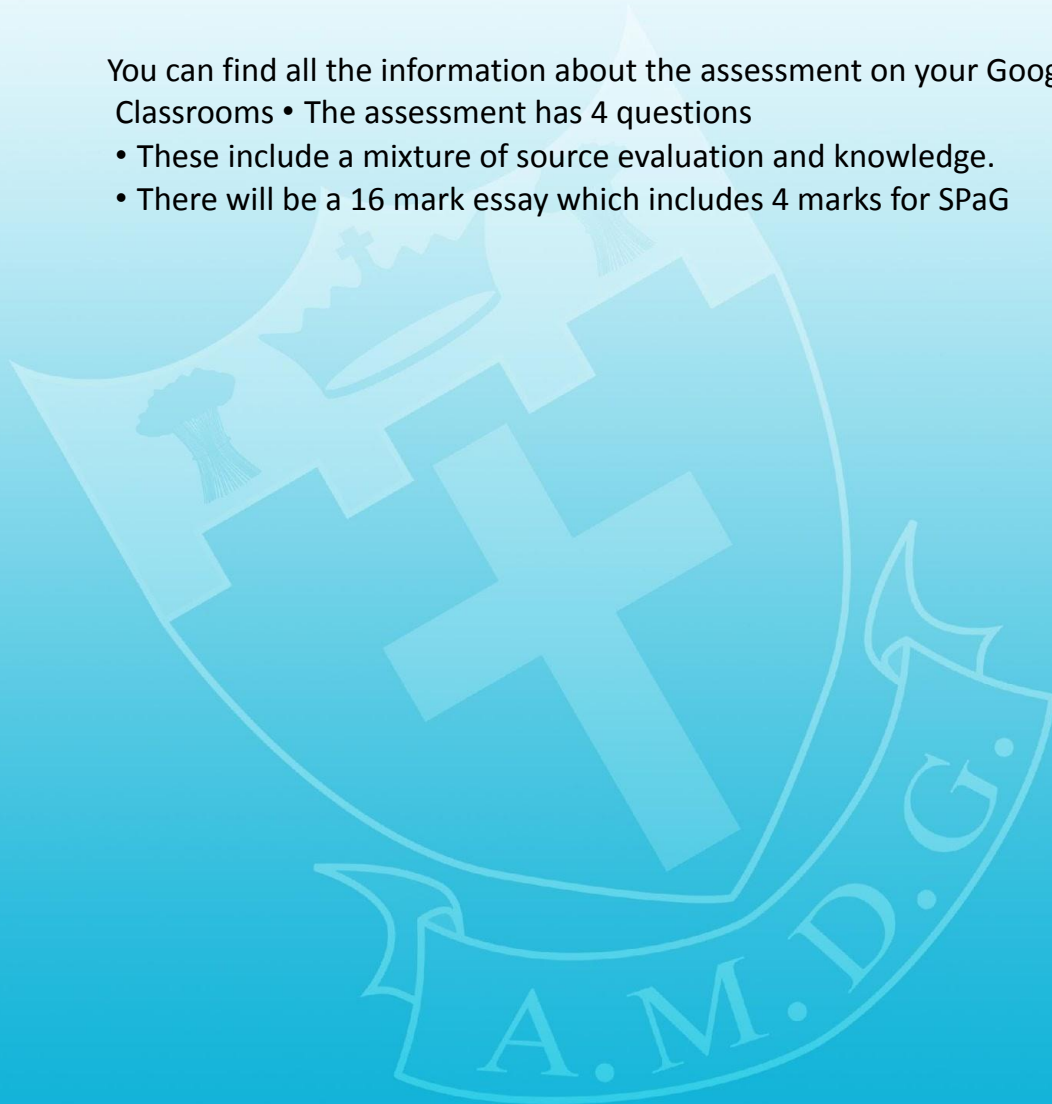 You can find all the information about the assessment on your Goog
Classrooms • The assessment has 4 questions
• These include a mixture of source evaluation and knowledge.
• There will be a 16 mark essay which includes 4 marks for SPaG
A.M.D.G.